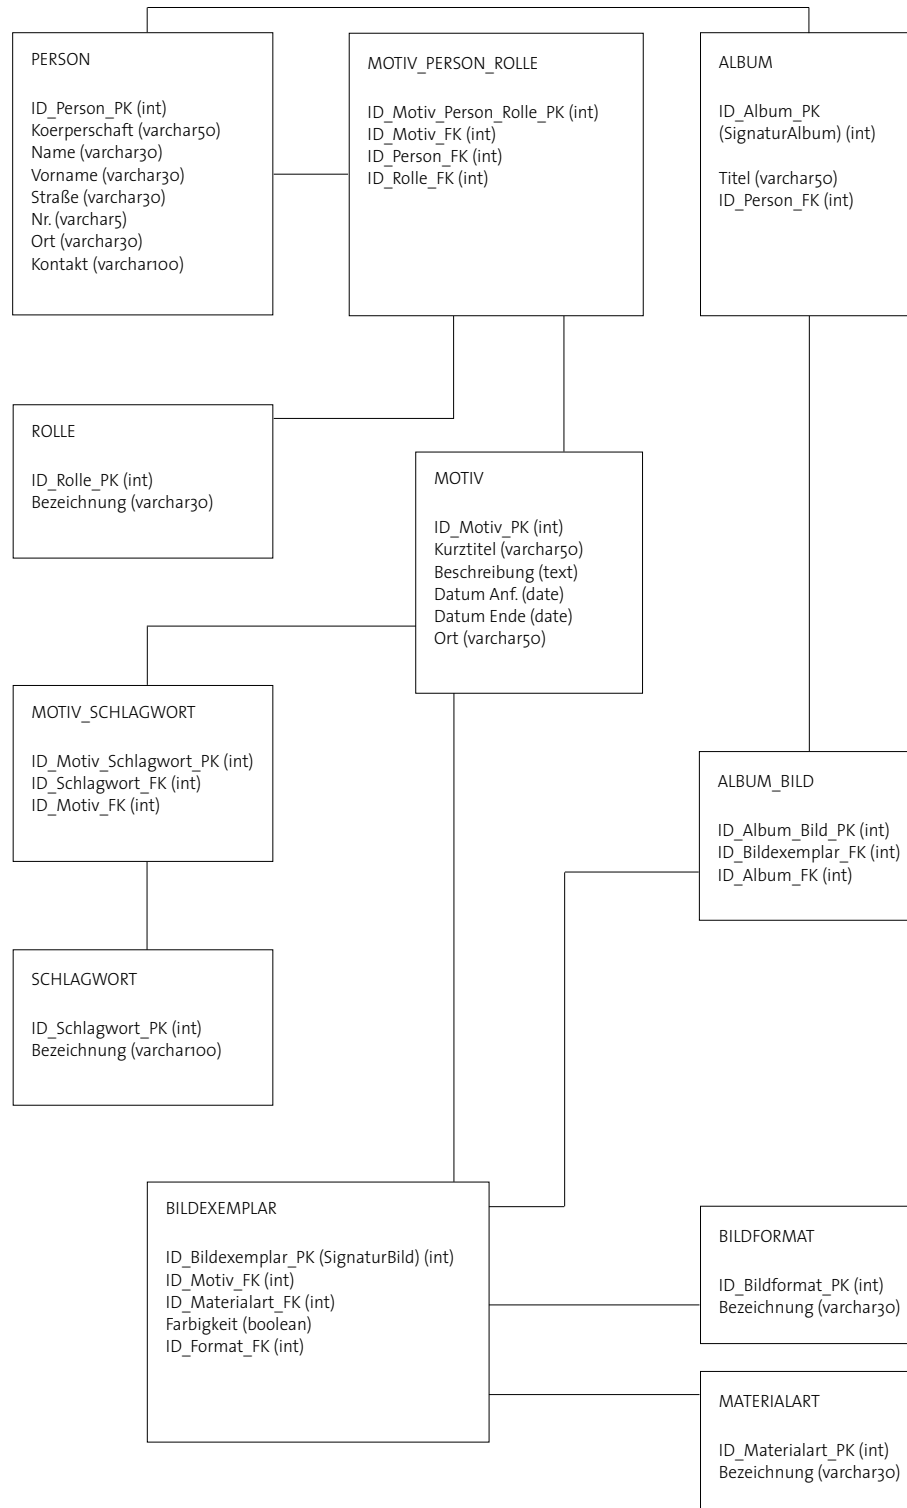 PERSON
ID_Person_PK (int)
Koerperschaft (varchar50)
Name (varchar30)
Vorname (varchar30)
Straße (varchar30)
Nr. (varchar5)
Ort (varchar30)
Kontakt (varchar100)
MOTIV_PERSON_ROLLE
ID_Motiv_Person_Rolle_PK (int)
ID_Motiv_FK (int)
ID_Person_FK (int)
ID_Rolle_FK (int)
ALBUM
ID_Album_PK
(SignaturAlbum) (int)
Titel (varchar50)
ID_Person_FK (int)
ROLLE
ID_Rolle_PK (int)
Bezeichnung (varchar30)
MOTIV
ID_Motiv_PK (int)
Kurztitel (varchar50)
Beschreibung (text)
Datum Anf. (date)
Datum Ende (date)
Ort (varchar50)
MOTIV_SCHLAGWORT
ID_Motiv_Schlagwort_PK (int)
ID_Schlagwort_FK (int)
ID_Motiv_FK (int)
ALBUM_BILD
ID_Album_Bild_PK (int)
ID_Bildexemplar_FK (int)
ID_Album_FK (int)
SCHLAGWORT
ID_Schlagwort_PK (int)
Bezeichnung (varchar100)
BILDEXEMPLAR
ID_Bildexemplar_PK (SignaturBild) (int)
ID_Motiv_FK (int)
ID_Materialart_FK (int)
Farbigkeit (boolean)
ID_Format_FK (int)
BILDFORMAT
ID_Bildformat_PK (int)
Bezeichnung (varchar30)
MATERIALART
ID_Materialart_PK (int)
Bezeichnung (varchar30)